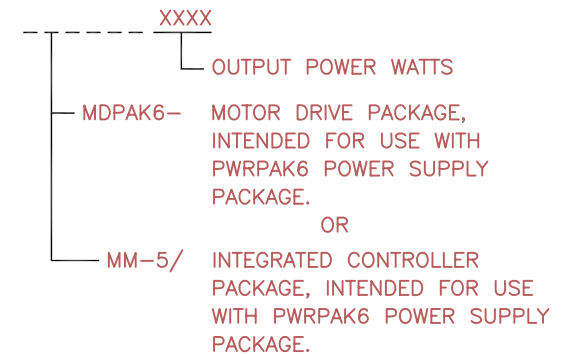 XXXX
OUTPUT POWER WATTS
MDPAK6– MOTOR DRIVE PACKAGE,
INTENDED FOR USE WITH
PWRPAK6 POWER SUPPLY
PACKAGE.
OR
MM–5/ INTEGRATED CONTROLLER
PACKAGE, INTENDED FOR USE
WITH PWRPAK6 POWER SUPPLY
PACKAGE.